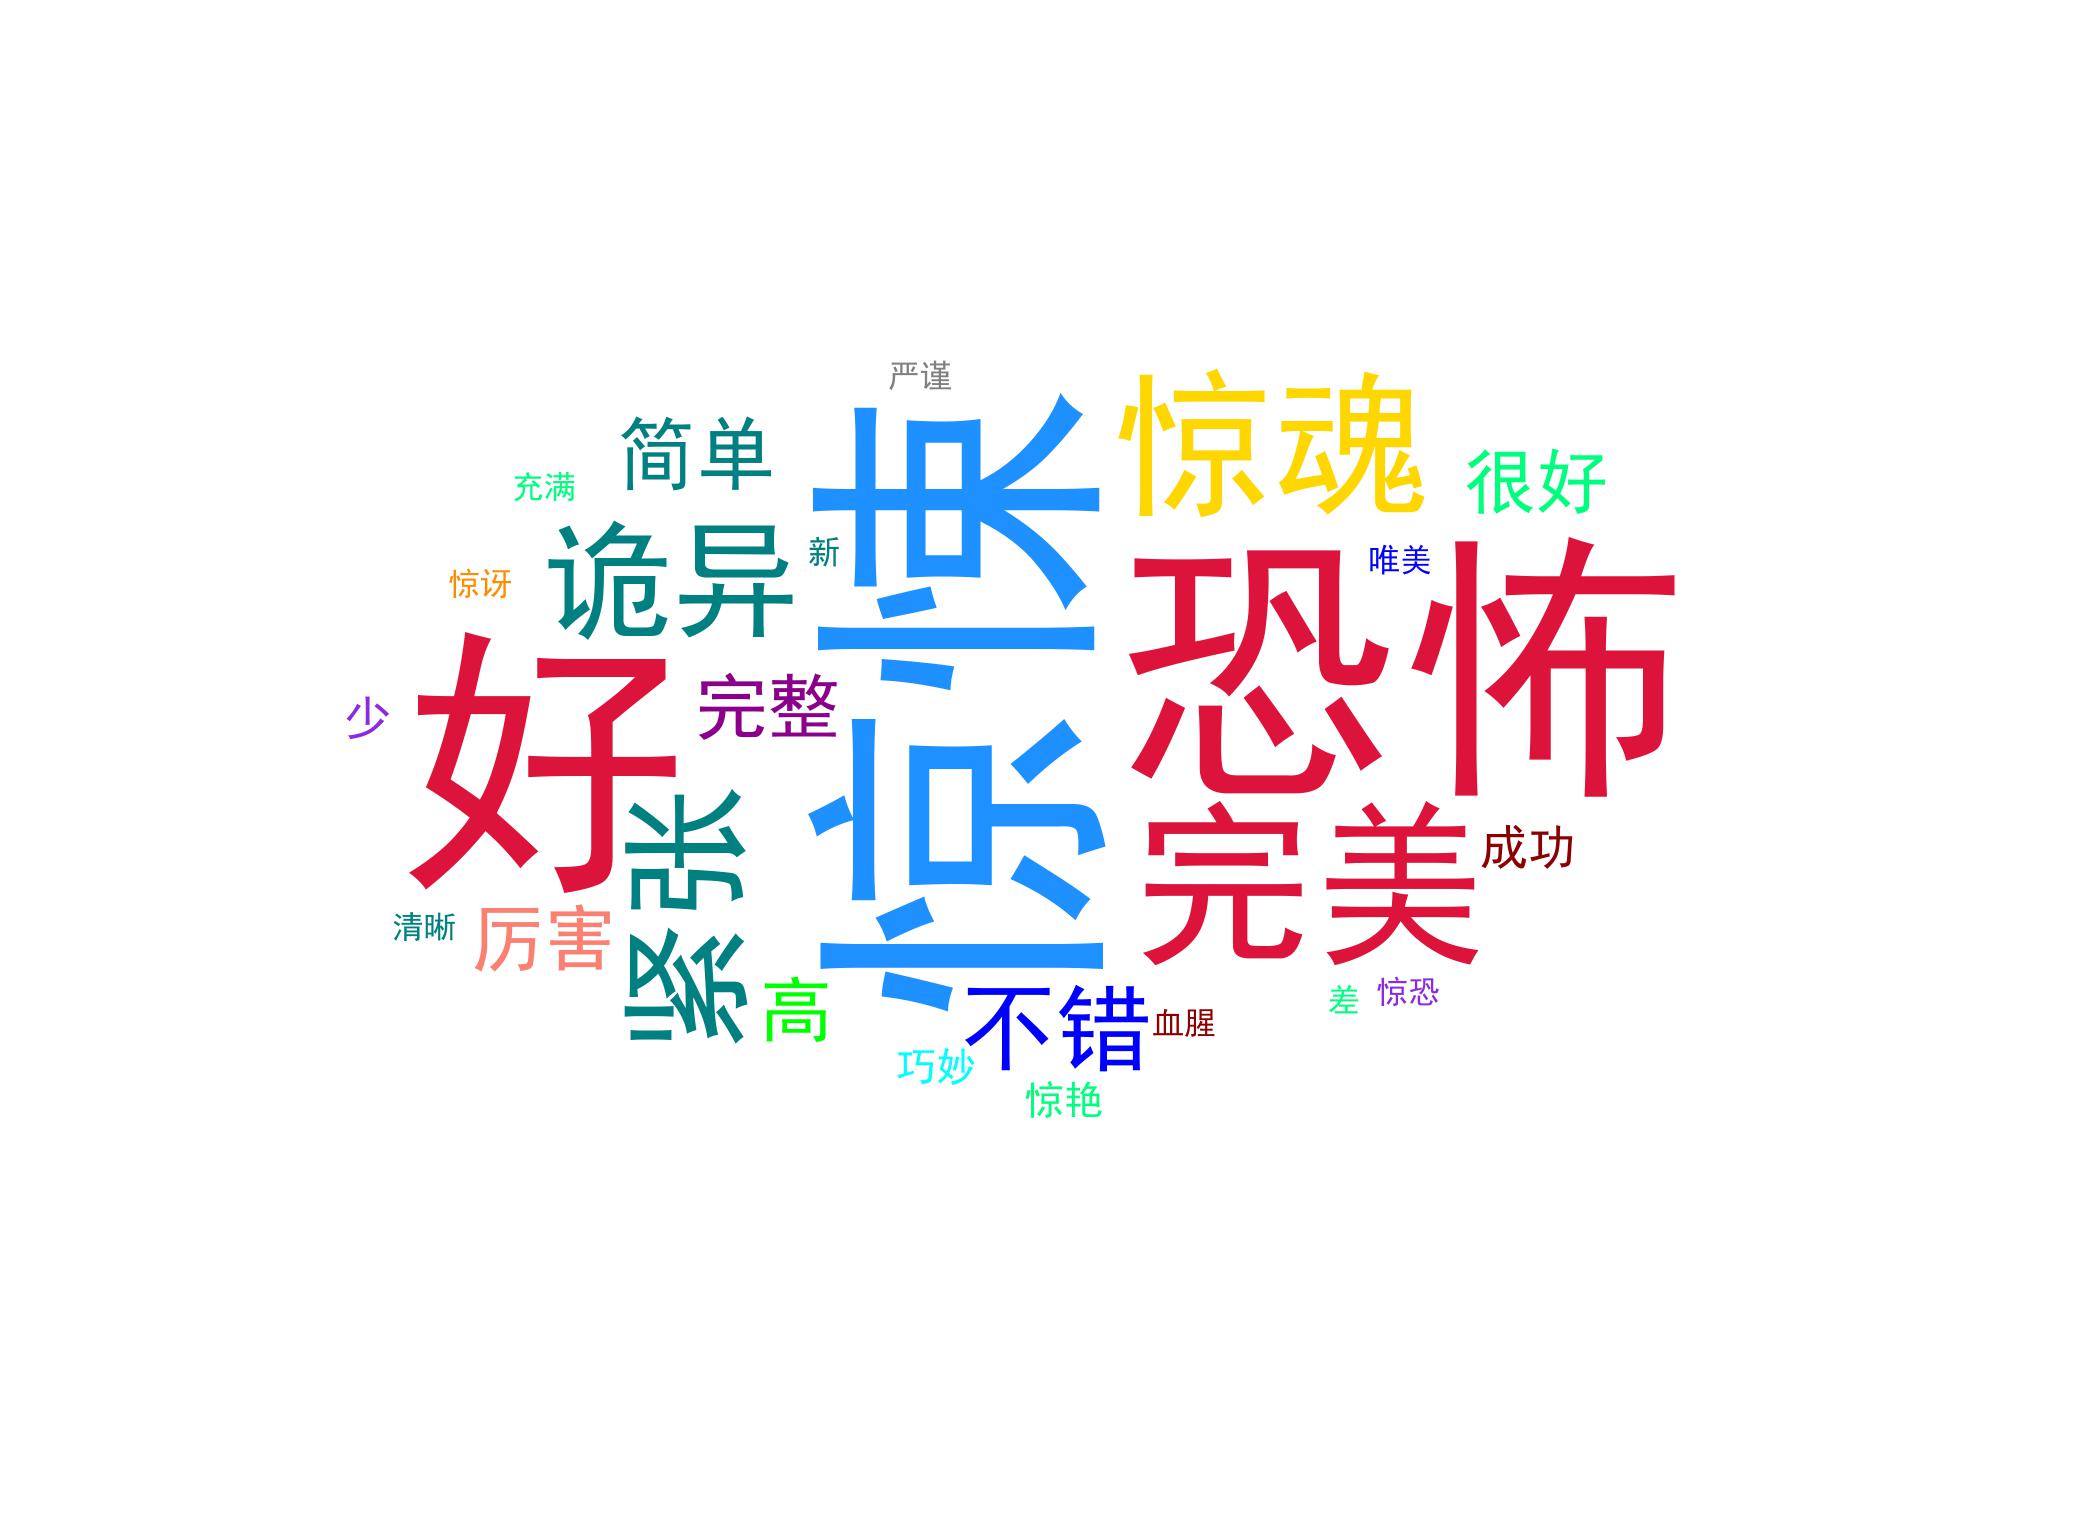 严谨
惊魂
简单
很好
充满
惊悚
诡异
新
唯美
惊讶
恐怖
好
完整
少
紧张
完美
成功
清晰
厉害
高
不错
差
惊恐
血腥
巧妙
惊艳